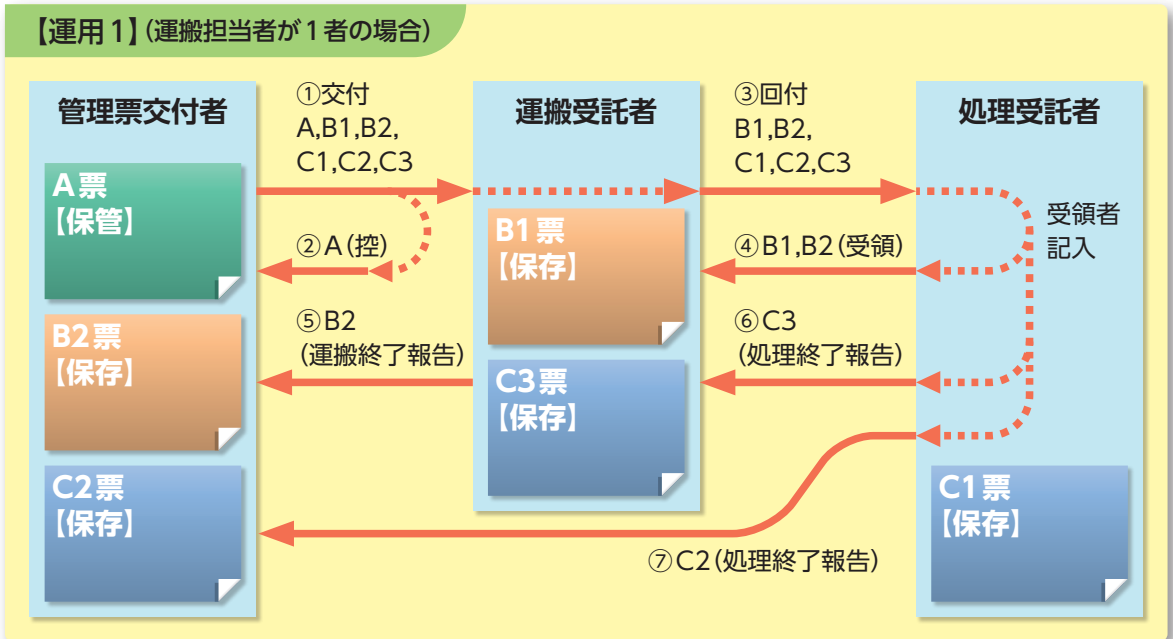 【運用1】(運搬担当者が1者の場合)
管理票交付者
A票
【保管】
B2票
【保存】
C2票
【保存】
①交付
A,B1,B2,
C1,C2,C3
②A(控)
⑤B2
(運搬終了報告)
運搬受託者
B1票
【保存】
C3票
【保存】
③回付
B1,B2,
C1,C2,C3
④B1,B2(受領)
⑥C3
(処理終了報告)
⑦C2(処理終了報告)
処理受託者
受領者
記入
C1票
【保存】